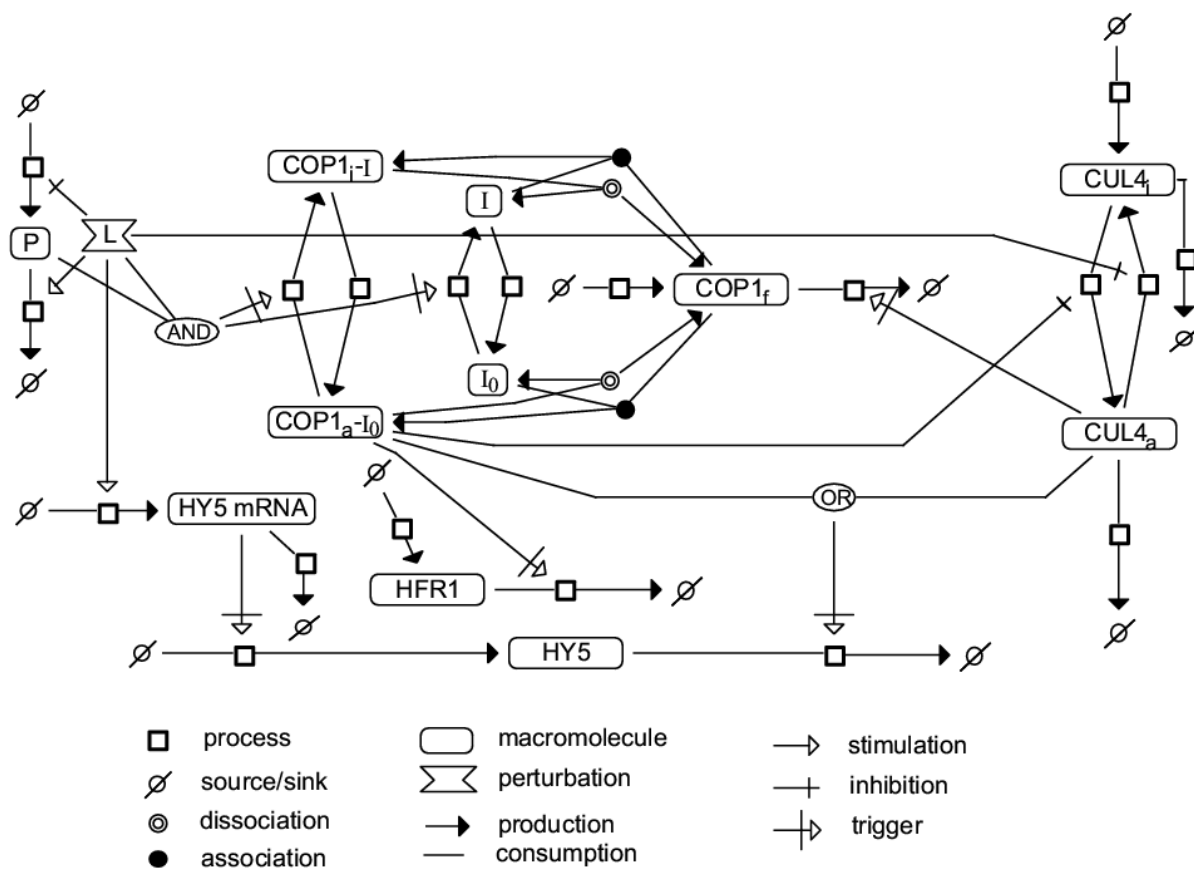 CUL4i
COP1i-I
I
P
L
COP1f
AND
I0
COP1a-I0
CUL4a
HY5 mRNA
OR
HFR1
HY5
process
macromolecule
stimulation
source/sink
perturbation
inhibition
dissociation
production
trigger
association
consumption